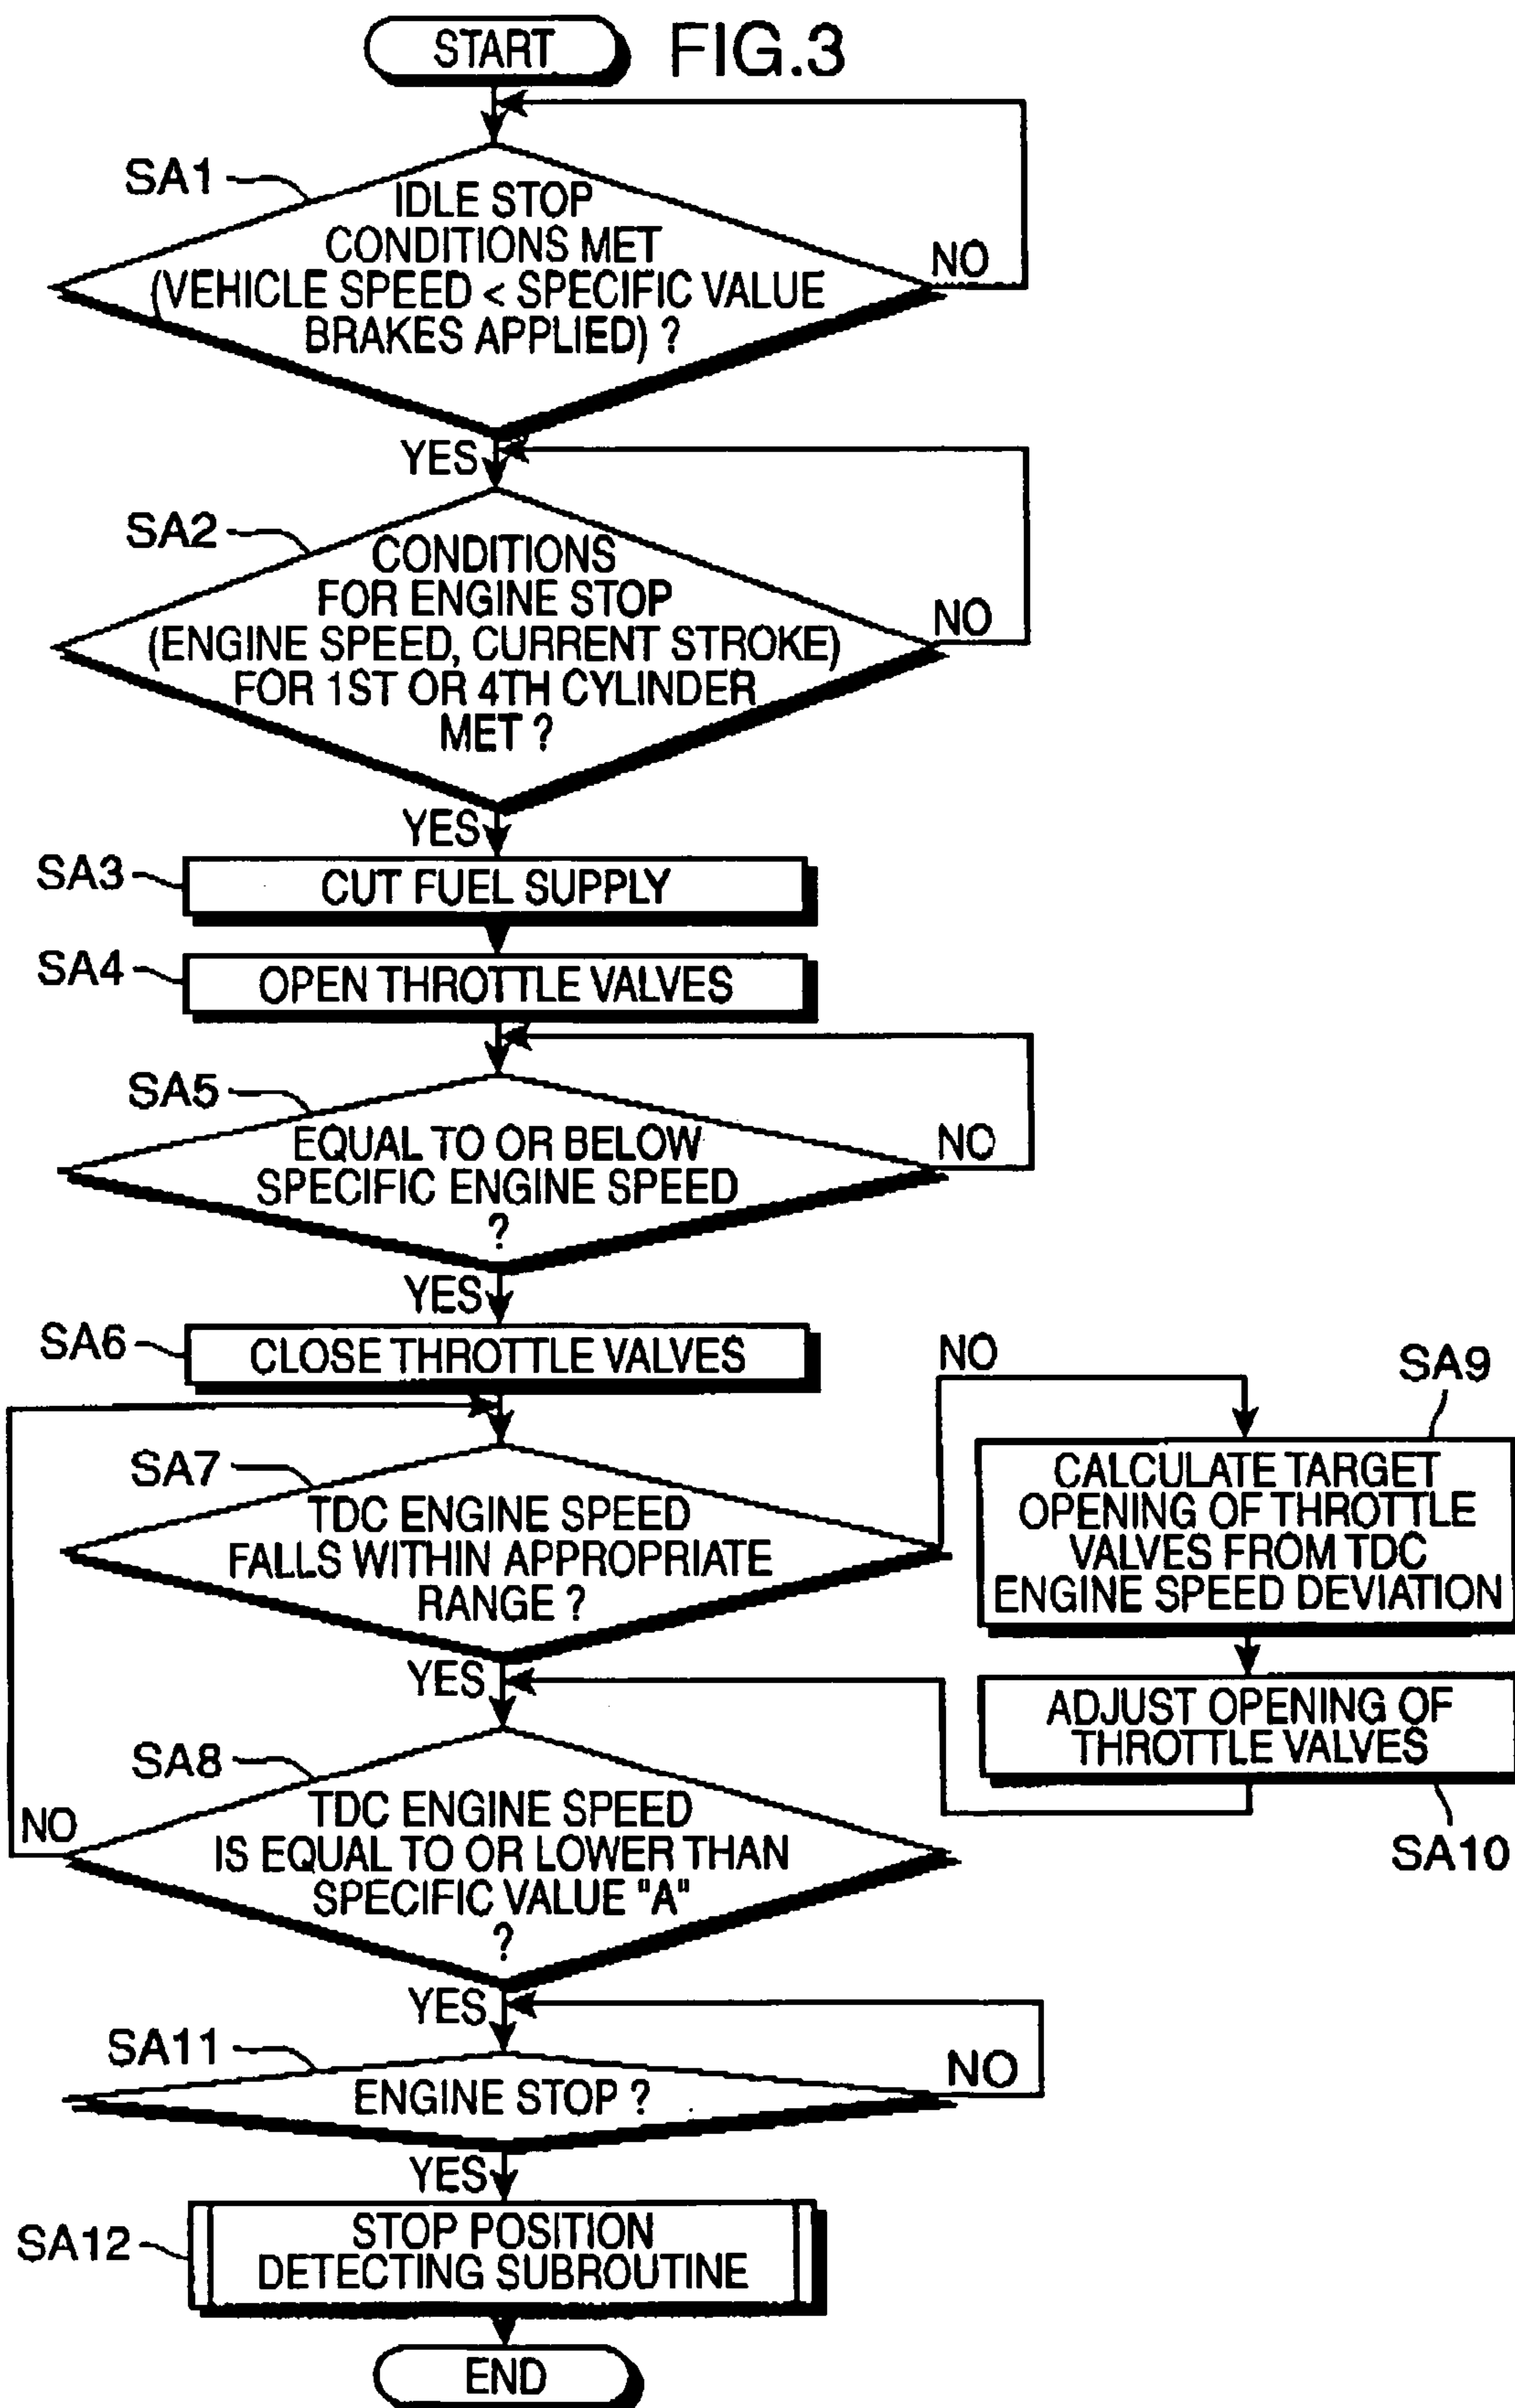 START
FIG.3
SA1
IDLE STOP
CONDITIONS MET
(VEHICLE SPEED < SPECIFIC VALUE
BRAKES APPLIED) ?
NO
YES
SA2
CONDITIONS
FOR ENGINE STOP
(ENGINE SPEED, CURRENT STROKE)
FOR 1ST OR 4TH CYLINDER
MET ?
NO
YES
SA3
CUT FUEL SUPPLY
SA4
OPEN THROTTLE VALVES
SA5
EQUAL TO OR BELOW
SPECIFIC ENGINE SPEED
?
NO
YES
SA6
CLOSE THROTTLE VALVES
SA7
TDC ENGINE SPEED
FALLS WITHIN APPROPRIATE
RANGE ?
NO
SA9
CALCULATE TARGET
OPENING OF THROTTLE
VALVES FROM TDC
ENGINE SPEED DEVIATION
YES
ADJUST OPENING OF
THROTTLE VALVES
SA10
SA8
TDC ENGINE SPEED
IS EQUAL TO OR LOWER THAN
SPECIFIC VALUE "A"
?
NO
YES
SA11
ENGINE STOP ?
NO
YES
SA12
STOP POSITION
DETECTING SUBROUTINE
END